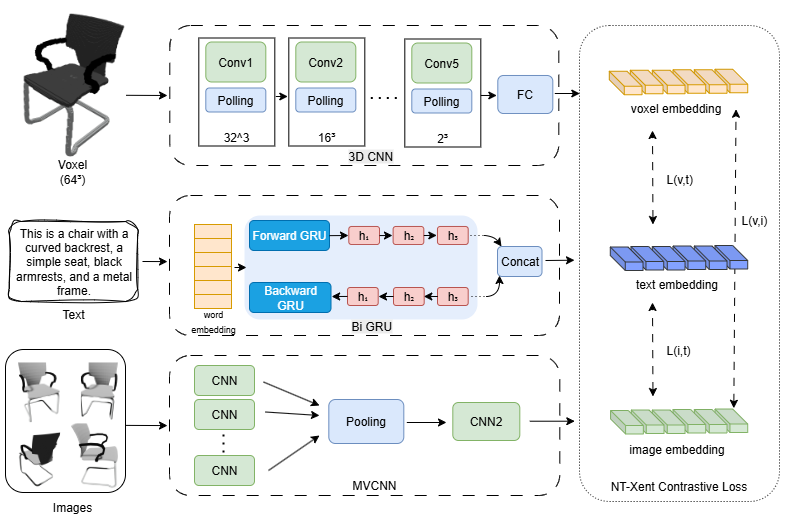 Conv1
Polling
32^3
Conv2
Polling
16³
. . . .
Conv5
Polling
2³
FC
3D CNN
Voxel
(64³)
This is a chair with a
curved backrest, a
simple seat, black
armrests, and a metal
frame.
Text
word
embedding
Forward GRU
h₁
h₂
h₃
Backward
GRU
h₁
h₂
h₃
Concat
Bi GRU
Images
CNN
CNN
CNN
Pooling
CNN2
MVCNN
voxel embedding
L(v,t)
L(v,i)
text embedding
L(i,t)
image embedding
NT-Xent Contrastive Loss